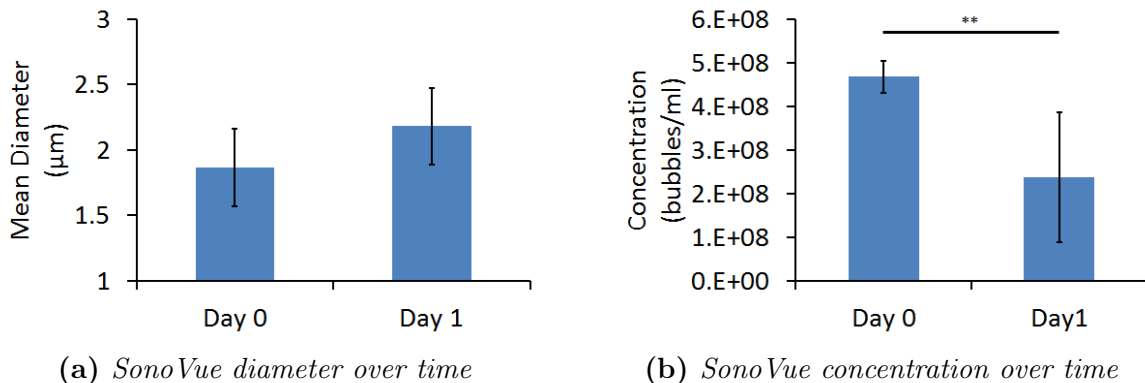 3
2.5
2
1.5
1
Mean Diameter
(µm)
Day 0
Day 1
(a) SonoVue diameter over time
6.E+08
5.E+08
4.E+08
3.E+08
2.E+08
1.E+08
0.E+00
Concentration
(bubbles/ml)
**
Day 0
Day1
(b) SonoVue concentration over time